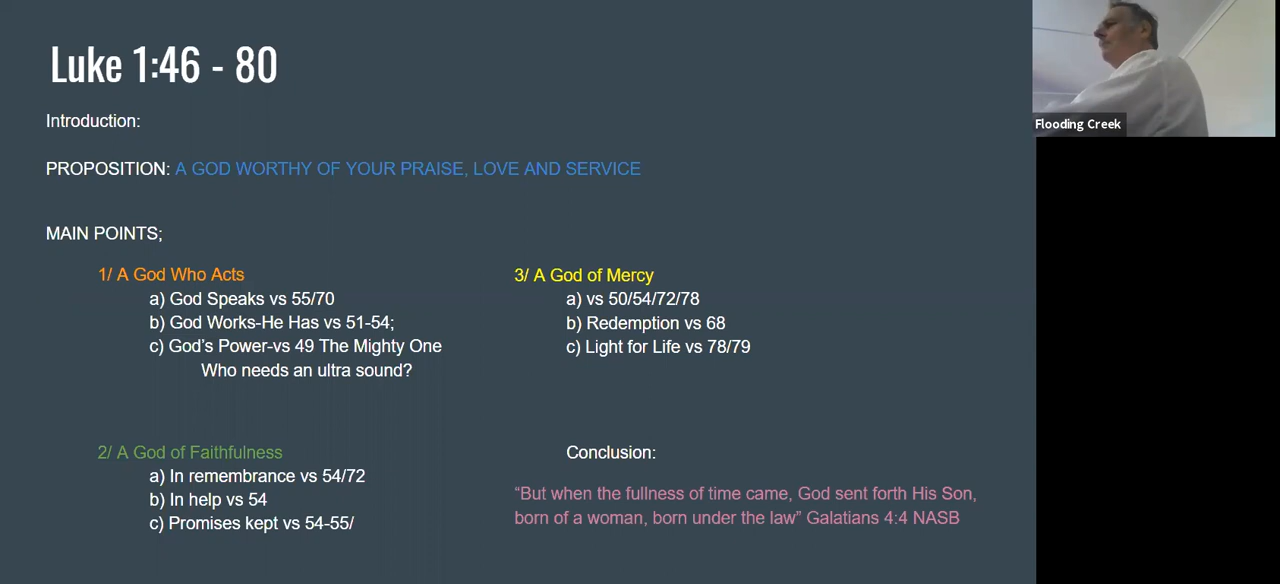 Luke 1:46 - 80
Introduction:
PROPOSITION: A GOD WORTHY OF YOUR PRAISE, LOVE AND SERVICE
MAIN POINTS;
1/ A God Who Acts
a) God Speaks vs 55/70
b) God Works-He Has vs 51-54;
c) God's Power-vs 49 The Mighty One
Who needs an ultra sound?
2/ A God of Faithfulness
a) In remembrance vs 54/72
b) In help vs 54
c) Promises kept vs 54-55/
3/ A God of Mercy
a) vs 50/54/72/78
b) Redemption vs 68
c) Light for Life vs 78/79
Conclusion:
“But when the fullness of time came, God sent forth His Son,
born of a woman, born under the law” Galatians 4:4 NASB
Flooding Creek